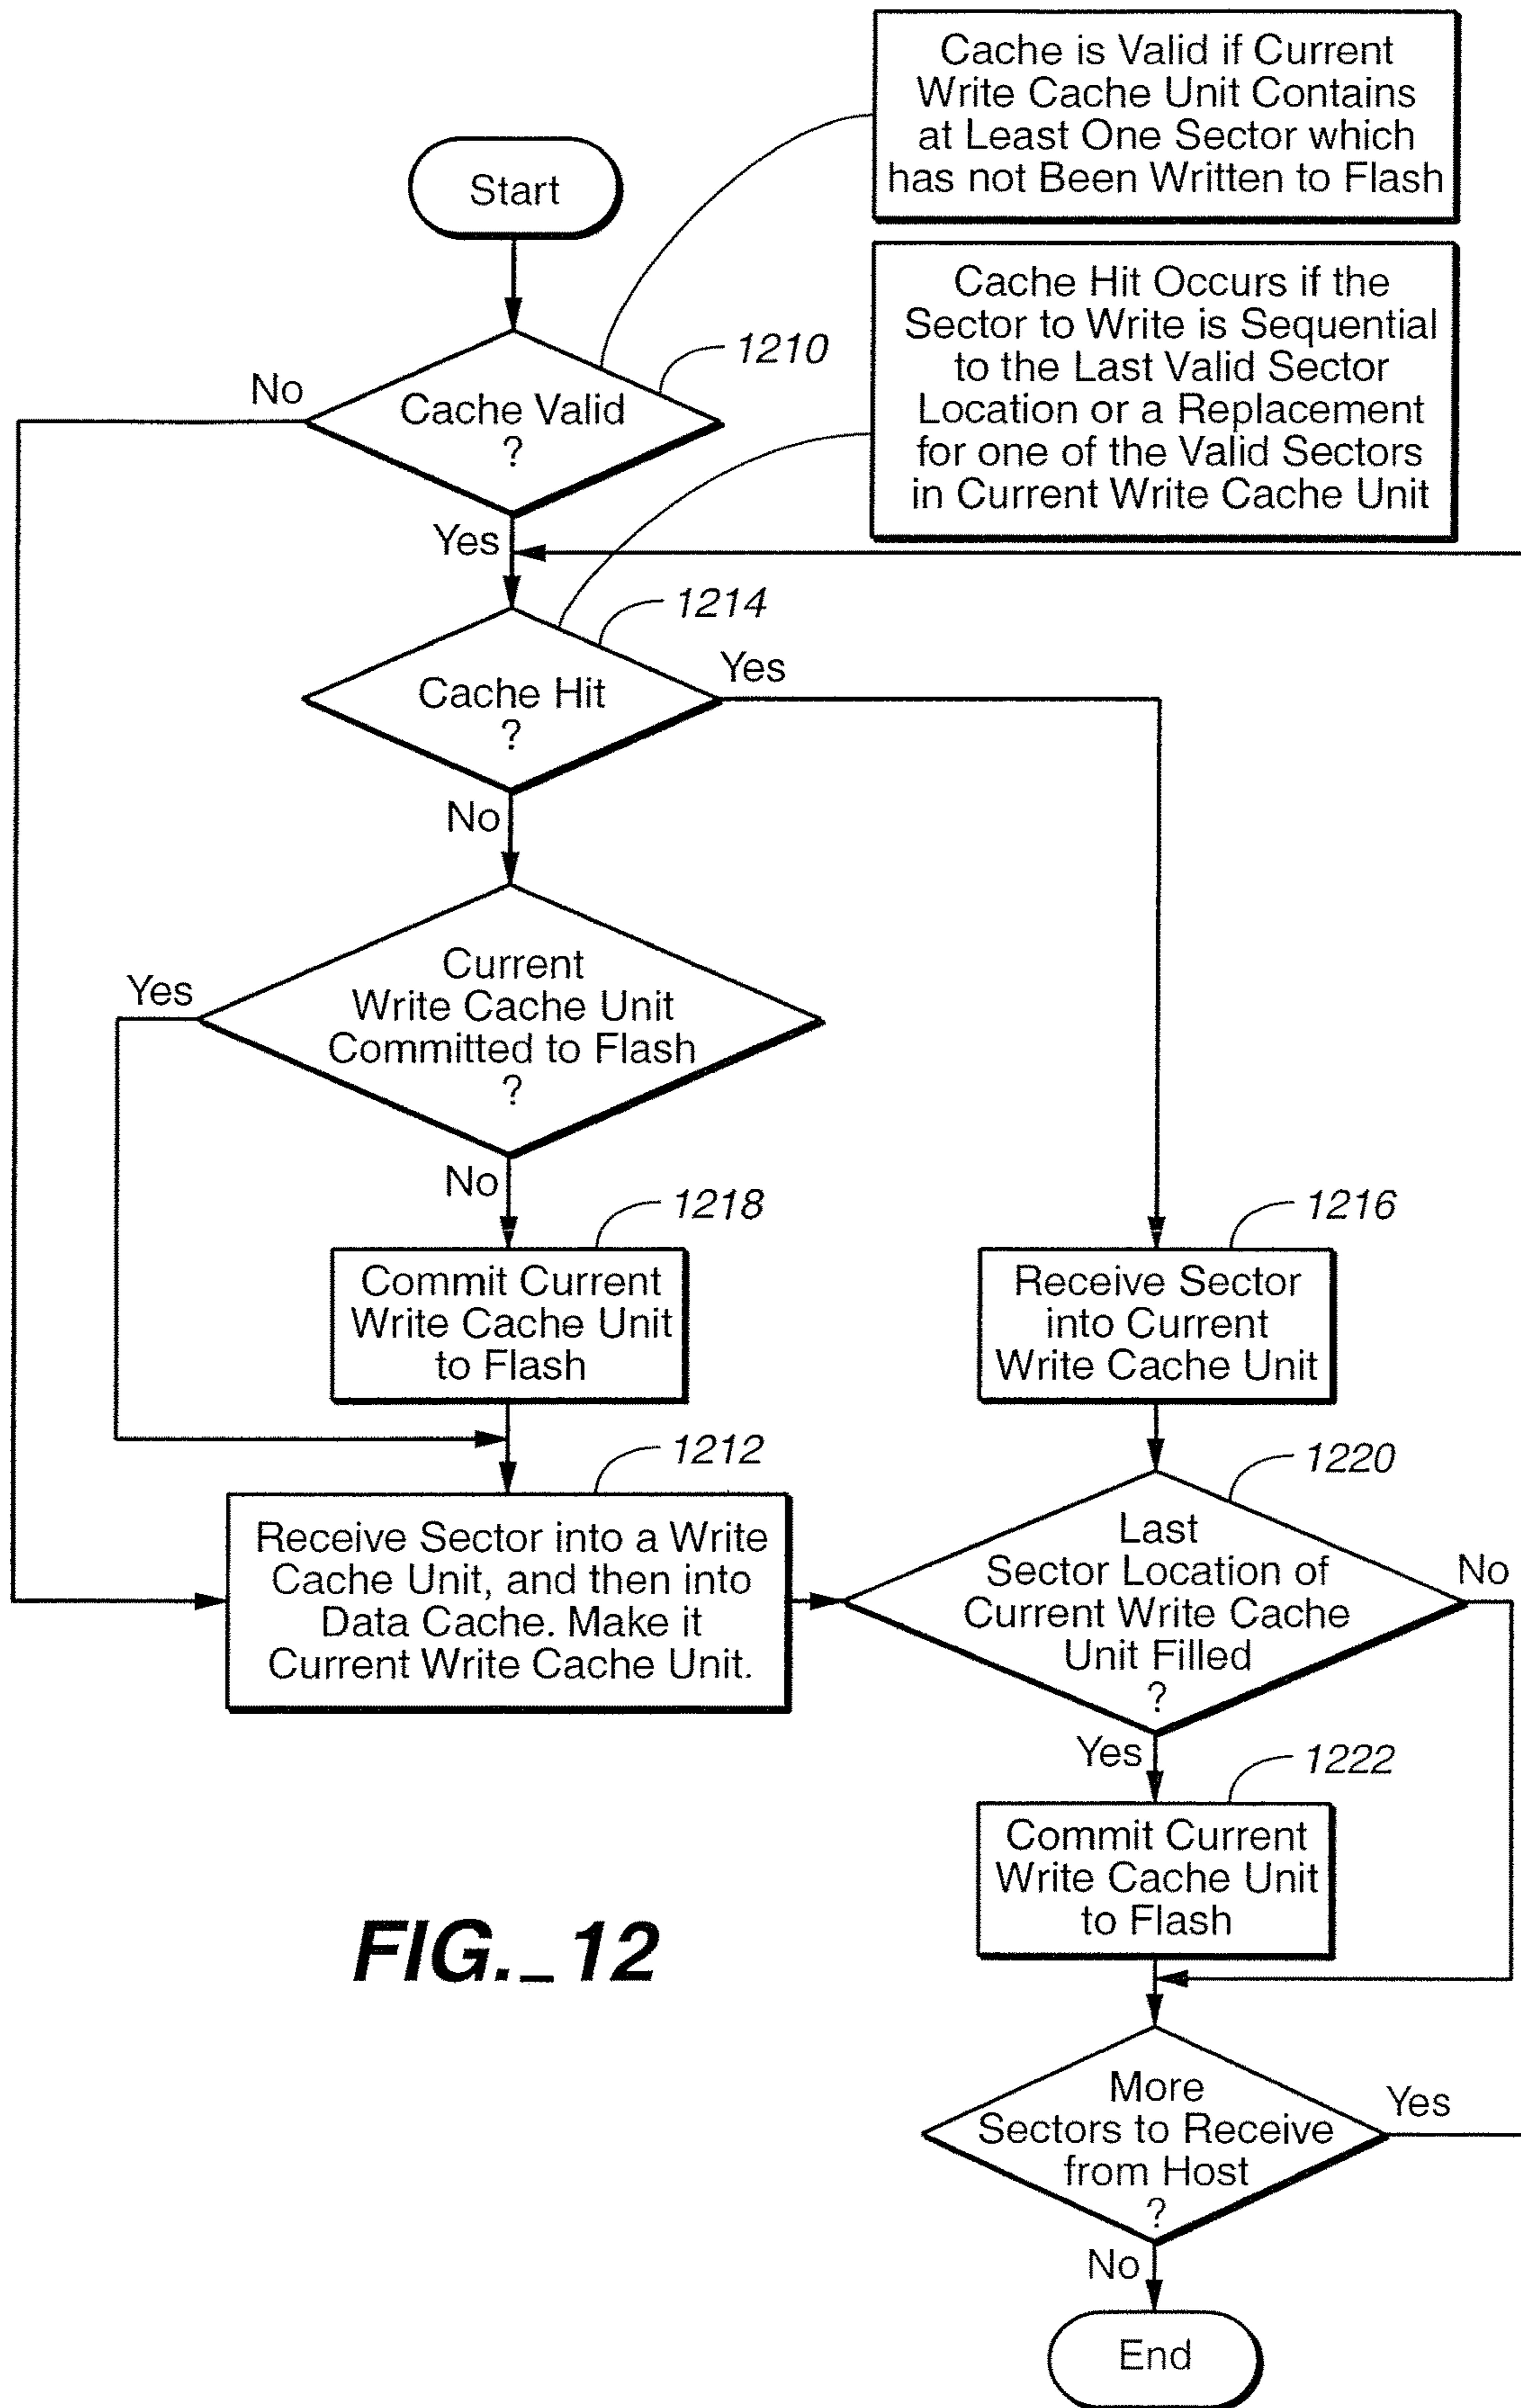 Cache is Valid if Current
Write Cache Unit Contains
at Least One Sector which
has not Been Written to Flash
Start
Cache Hit Occurs if the
Sector to Write is Sequential
to the Last Valid Sector
Location or a Replacement
for one of the Valid Sectors
in Current Write Cache Unit
1210
No
Cache Valid
?
Yes
1214
Yes
Cache Hit
?
No
Current
Write Cache Unit
Committed to Flash
?
Yes
No
1218
Commit Current
Write Cache Unit
to Flash
1216
Receive Sector
into Current
Write Cache Unit
1212
Receive Sector into a Write
Cache Unit, and then into
Data Cache. Make it
Current Write Cache Unit.
1220
Last
Sector Location of
Current Write Cache
Unit Filled
?
No
Yes
1222
Commit Current
Write Cache Unit
to Flash
FIG._12
More
Sectors to Receive
from Host
?
Yes
No
End